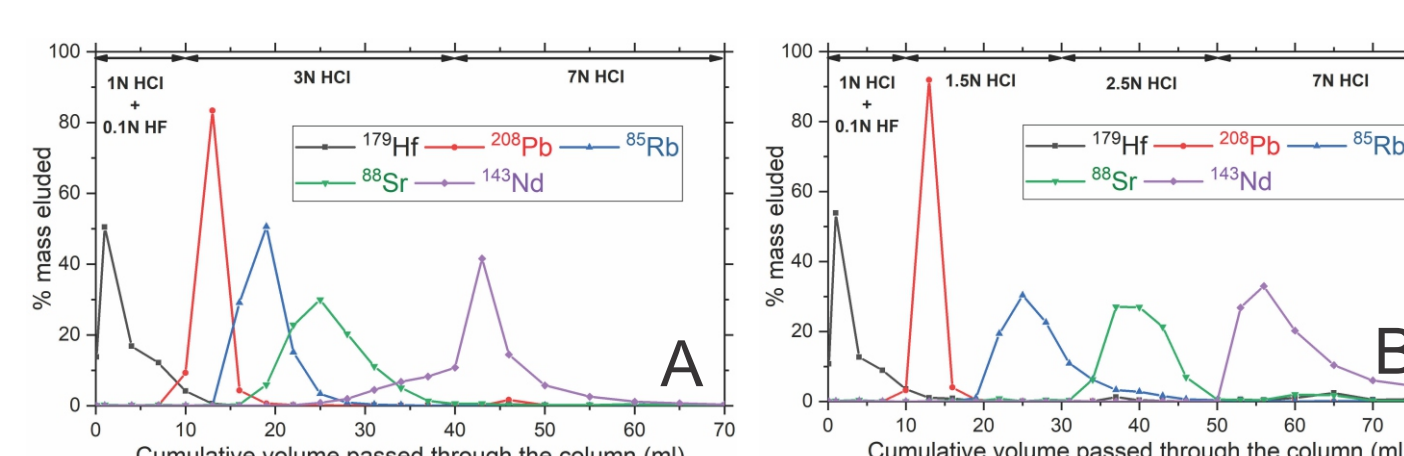 100
80
60
40
20
0
% mass eluded
1N HCl
+
0.1N HF
3N HCl
7N HCl
179Hf 208Pb 85Rb
88Sr 143Nd
A
0 10 20 30 40 50 60 70
Cumulative volume passed through the column (ml)
100
80
60
40
20
0
% mass eluded
1N HCl
+
0.1N HF
1.5N HCl
2.5N HCl
7N HCl
179Hf 208Pb 85Rb
88Sr 143Nd
B
0 10 20 30 40 50 60 70
Cumulative volume passed through the column (ml